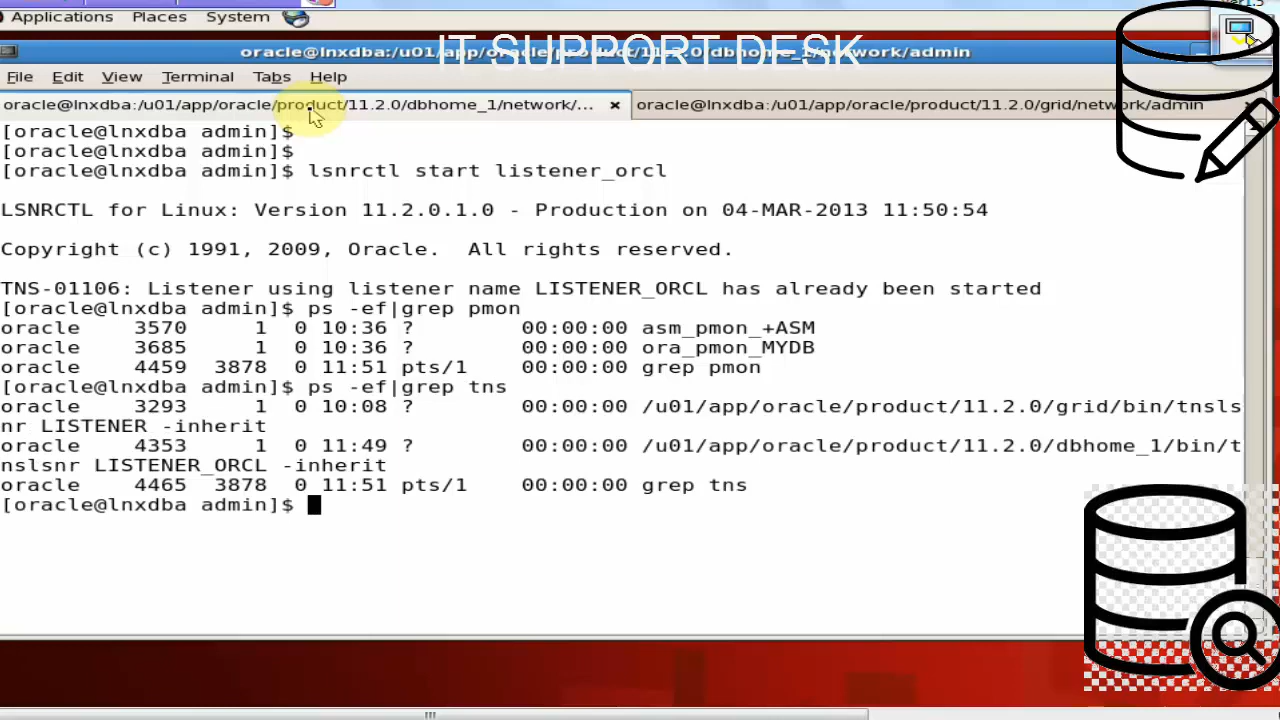 Applications Places System
IT SUPPORT DESK
oracle@lnxdba:/u01/app/oracle/product/11.2.0/dbhome_1/network/admin
File Edit View Terminal Tabs Help
oracle@lnxdba:/u01/app/oracle/product/11.2.0/dbhome_1/network/... oracle@lnxdba:/u01/app/oracle/product/11.2.0/grid/network/admin
[oracle@lnxdba admin]$
[oracle@lnxdba admin]$
[oracle@lnxdba admin]$ lsnrctl start listener_orcl
LSNRCTL for Linux: Version 11.2.0.1.0 - Production on 04-MAR-2013 11:50:54
Copyright (c) 1991, 2009, Oracle.  All rights reserved.
TNS-01106: Listener using listener name LISTENER_ORCL has already been started
[oracle@lnxdba admin]$ ps -ef|grep pmon
oracle    3570     1  0 10:36 ?        00:00:00 asm_pmon_+ASM
oracle    3685     1  0 10:36 ?        00:00:00 ora_pmon_MYDB
oracle    4459  3878  0 11:51 pts/1    00:00:00 grep pmon
[oracle@lnxdba admin]$ ps -ef|grep tns
oracle    3293     1  0 10:08 ?        00:00:00 /u01/app/oracle/product/11.2.0/grid/bin/tnsls
nr LISTENER -inherit
oracle    4353     1  0 11:49 ?        00:00:00 /u01/app/oracle/product/11.2.0/dbhome_1/bin/t
nslsnr LISTENER_ORCL -inherit
oracle    4465  3878  0 11:51 pts/1    00:00:00 grep tns
[oracle@lnxdba admin]$